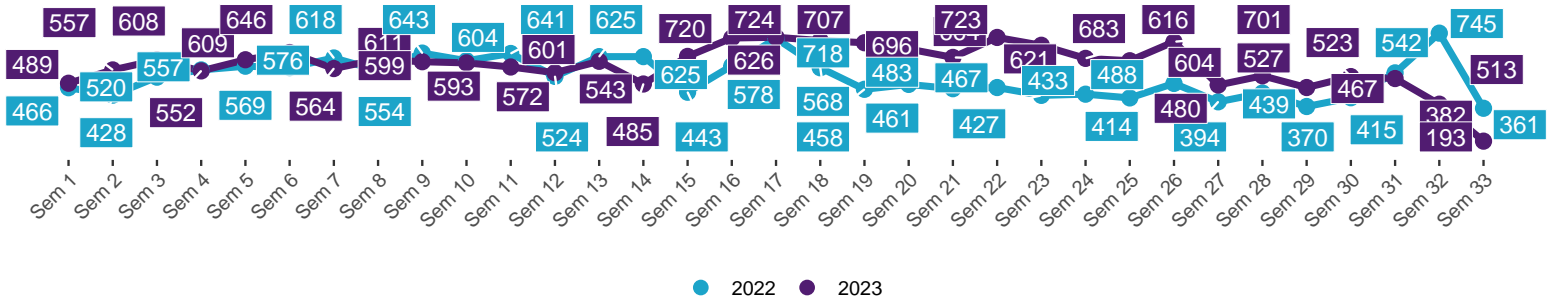 557 608 646 618 643 604 641 625 720 724 707 723 683 616 701 523 542 745
489 520 557 609 576 611 599 601 625 626 718 696 483 467 621 433 488 604 527 467 513
466 428 552 569 564 554 593 572 524 543 485 443 578 568 458 461 427 414 480 394 439 370 415 382 193 361
Sem 1
Sem 2
Sem 3
Sem 4
Sem 5
Sem 6
Sem 7
Sem 8
Sem 9
Sem 10
Sem 11
Sem 12
Sem 13
Sem 14
Sem 15
Sem 16
Sem 17
Sem 18
Sem 19
Sem 20
Sem 21
Sem 22
Sem 23
Sem 24
Sem 25
Sem 26
Sem 27
Sem 28
Sem 29
Sem 30
Sem 31
Sem 32
Sem 33
2022 2023